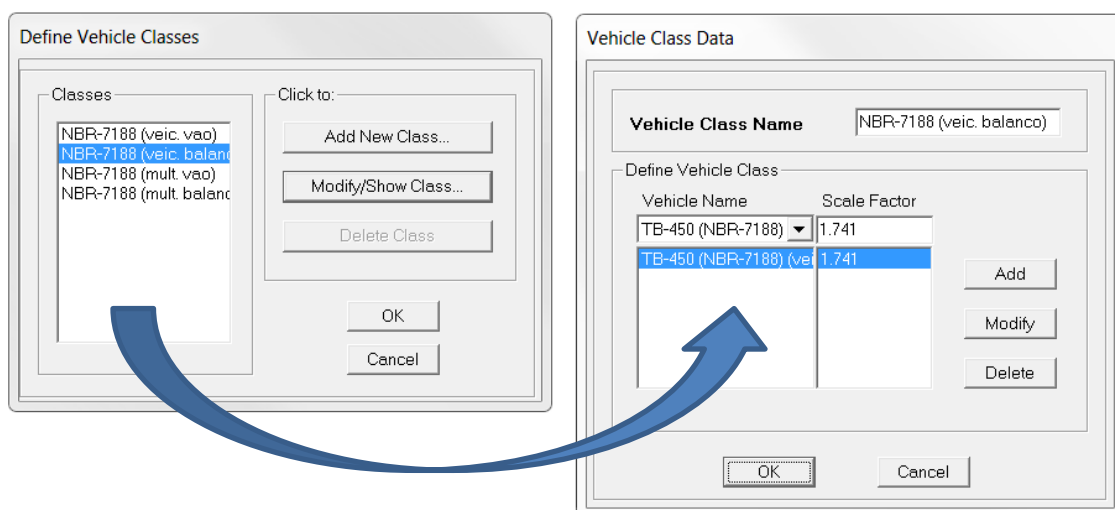 Define Vehicle Classes
Classes
NBR-7188 (veic. vao)
NBR-7188 (veic. balanc
NBR-7188 (mult. vao)
NBR-7188 (mult. balanc
Click to:
Add New Class...
Modify/Show Class...
Delete Class
OK
Cancel
Vehicle Class Data
Vehicle Class Name NBR-7188 (veic. balanco)
Define Vehicle Class
Vehicle Name Scale Factor
TB-450 (NBR-7188) 1.741
TB-450 (NBR-7188) (vei 1.741
Add
Modify
Delete
OK Cancel